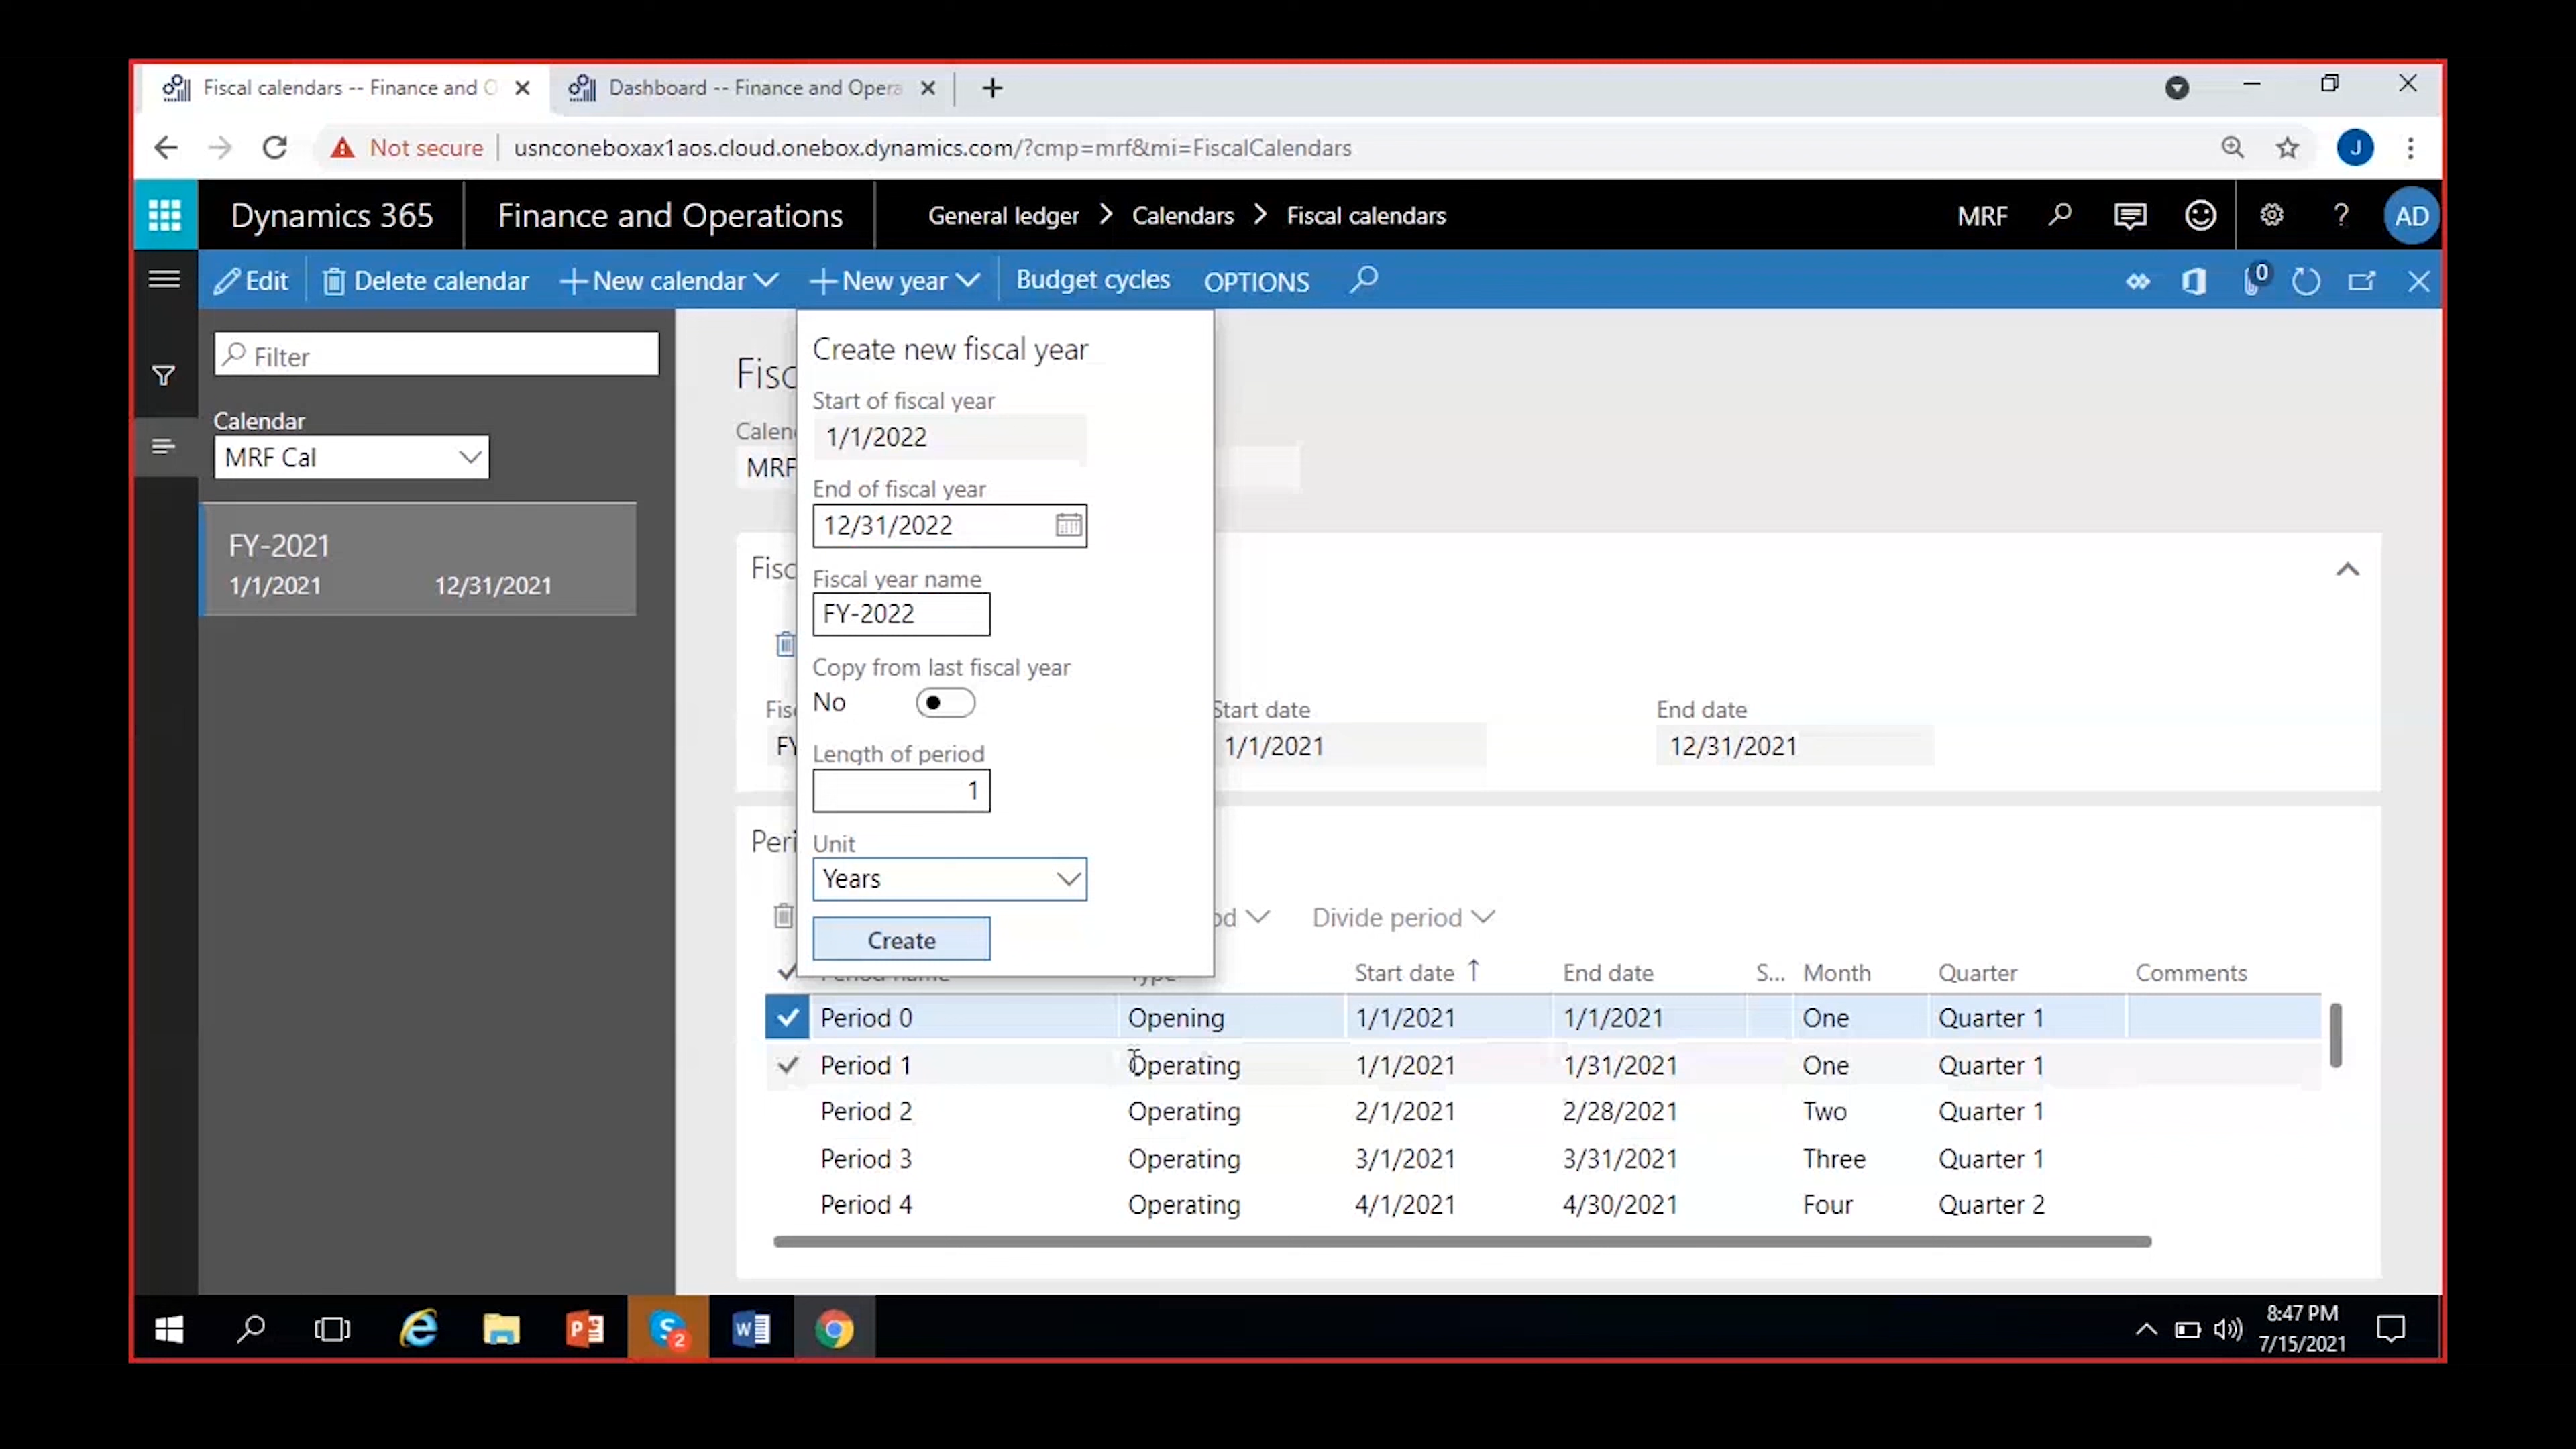 Fiscal calendars -- Finance and O
Dashboard -- Finance and Opera
Not secure
usnconeboxax1aos.cloud.onebox.dynamics.com/?cmp=mrf&mi=FiscalCalendars
J
Dynamics 365
Finance and Operations
General ledger > Calendars > Fiscal calendars
MRF
?
AD
Edit
Delete calendar
New calendar
New year
Budget cycles
OPTIONS
0
Filter
Calendar
MRF Cal
FY-2021
1/1/2021 12/31/2021
Fisc
Calen
MRF
Create new fiscal year
Start of fiscal year
1/1/2022
End of fiscal year
12/31/2022
Fiscal year name
FY-2022
Copy from last fiscal year
No
Length of period
1
Unit
Years
Create
Fisc
Fisc
FY
Start date
1/1/2021
End date
12/31/2021
Peri
od
Divide period
Period name Type Start date End date S... Month Quarter Comments
Period 0 Opening 1/1/2021 1/1/2021 One Quarter 1
Period 1 Operating 1/1/2021 1/31/2021 One Quarter 1
Period 2 Operating 2/1/2021 2/28/2021 Two Quarter 1
Period 3 Operating 3/1/2021 3/31/2021 Three Quarter 1
Period 4 Operating 4/1/2021 4/30/2021 Four Quarter 2
2
8:47 PM
7/15/2021